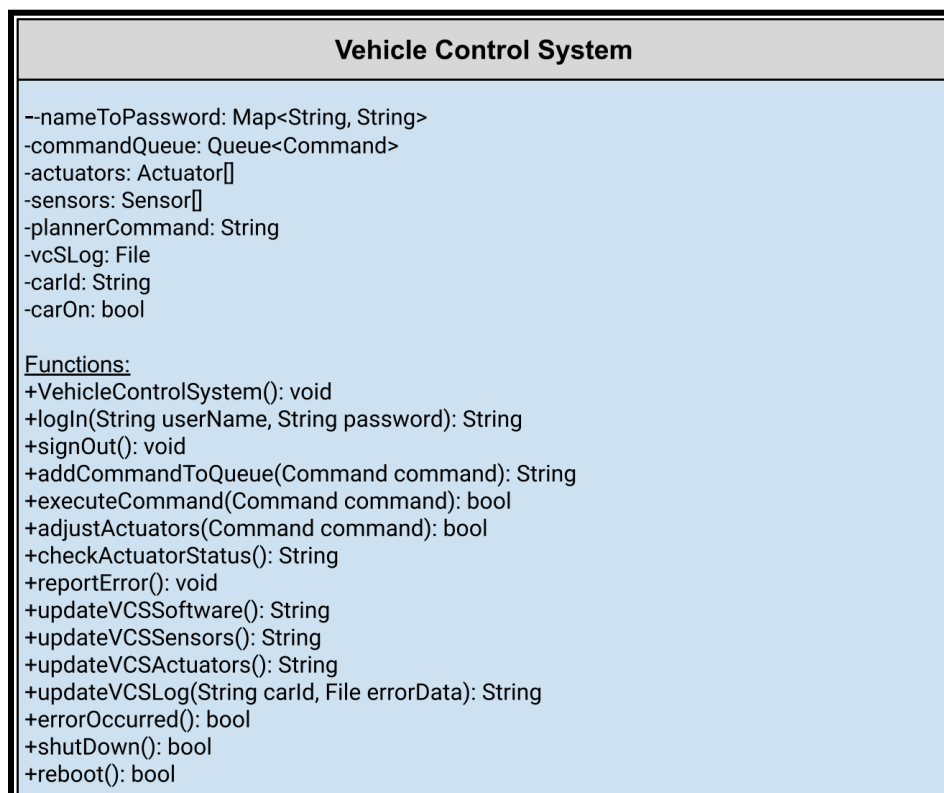 Vehicle Control System
--nameToPassword: Map<String, String>
-commandQueue: Queue<Command>
-actuators: Actuator[]
-sensors: Sensor[]
-plannerCommand: String
-vcSLog: File
-carId: String
-carOn: bool
Functions:
+VehicleControlSystem(): void
+logIn(String userName, String password): String
+signOut(): void
+addCommandToQueue(Command command): String
+executeCommand(Command command): bool
+adjustActuators(Command command): bool
+checkActuatorStatus(): String
+reportError(): void
+updateVCSSoftware(): String
+updateVCSSensors(): String
+updateVCSActuators(): String
+updateVCSLog(String carId, File errorData): String
+errorOccurred(): bool
+shutDown(): bool
+reboot(): bool